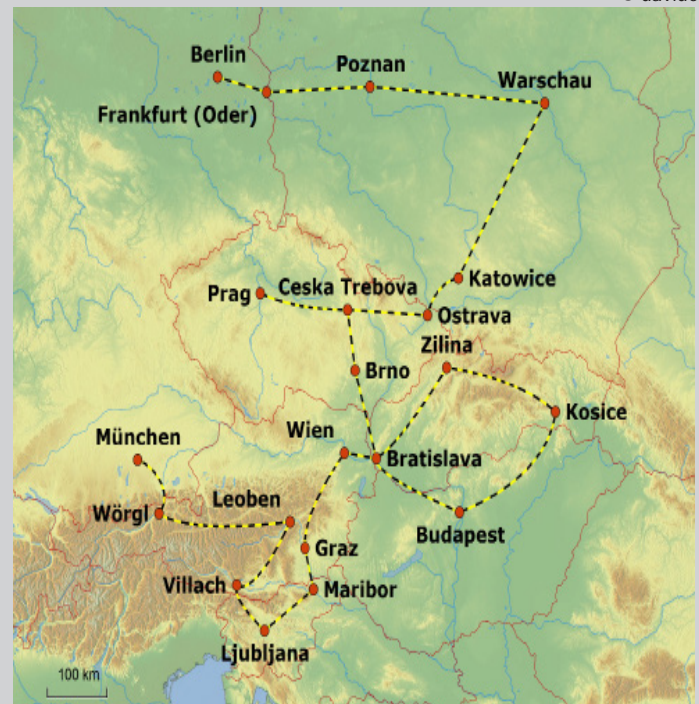 Berlin
Poznan
Warschau
Frankfurt (Oder)
Katowice
Prag
Ceska Trebova
Ostrava
Zilina
Brno
Kosice
Wien
München
Bratislava
Leoben
Wörgl
Budapest
Graz
Villach
Maribor
Ljubljana
100 km